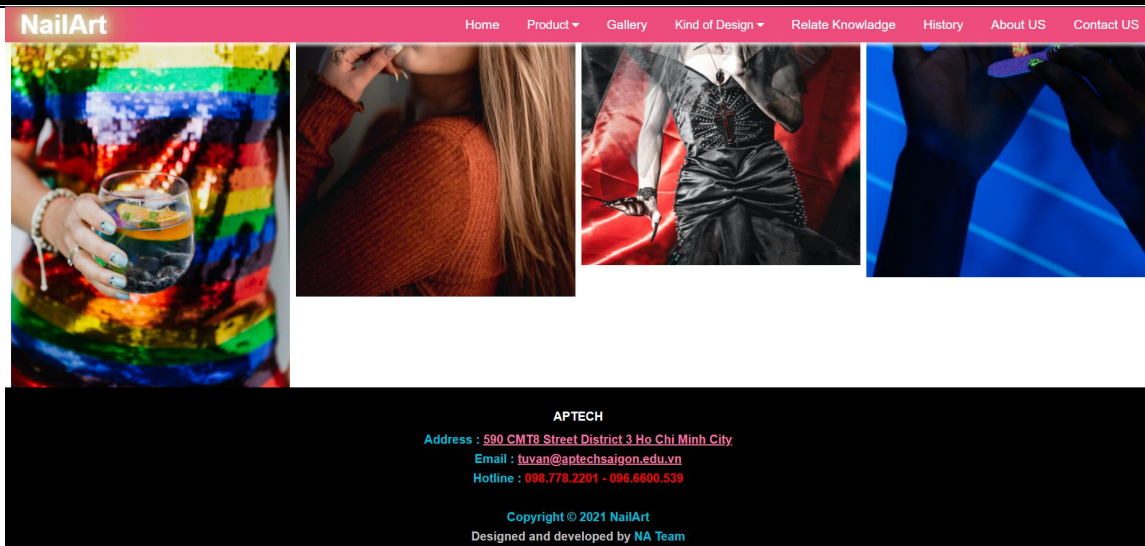 NailArt
Home Product Gallery Kind of Design Relate Knowladge History About US Contact US
APTECH
Address : 590 CMT8 Street District 3 Ho Chi Minh City
Email : tuvan@aptechsaigon.edu.vn
Hotline : 098.778.2201 - 096.6600.539
Copyright © 2021 NailArt
Designed and developed by NA Team